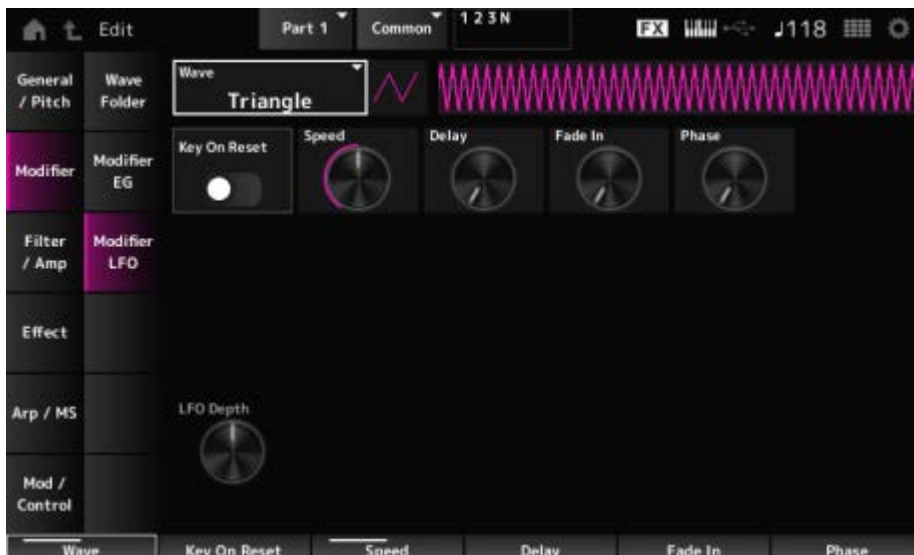 Edit
Part 1
Common
1 2 3 N
FX
♩118
General
/ Pitch
Modifier
Filter
/ Amp
Effect
Arp / MS
Mod /
Control
Wave
Folder
Modifier
EG
Modifier
LFO
Wave
Triangle
Key On Reset
Speed
Delay
Fade In
Phase
LFO Depth
Wave
Key On Reset
Speed
Delay
Fade In
Phase